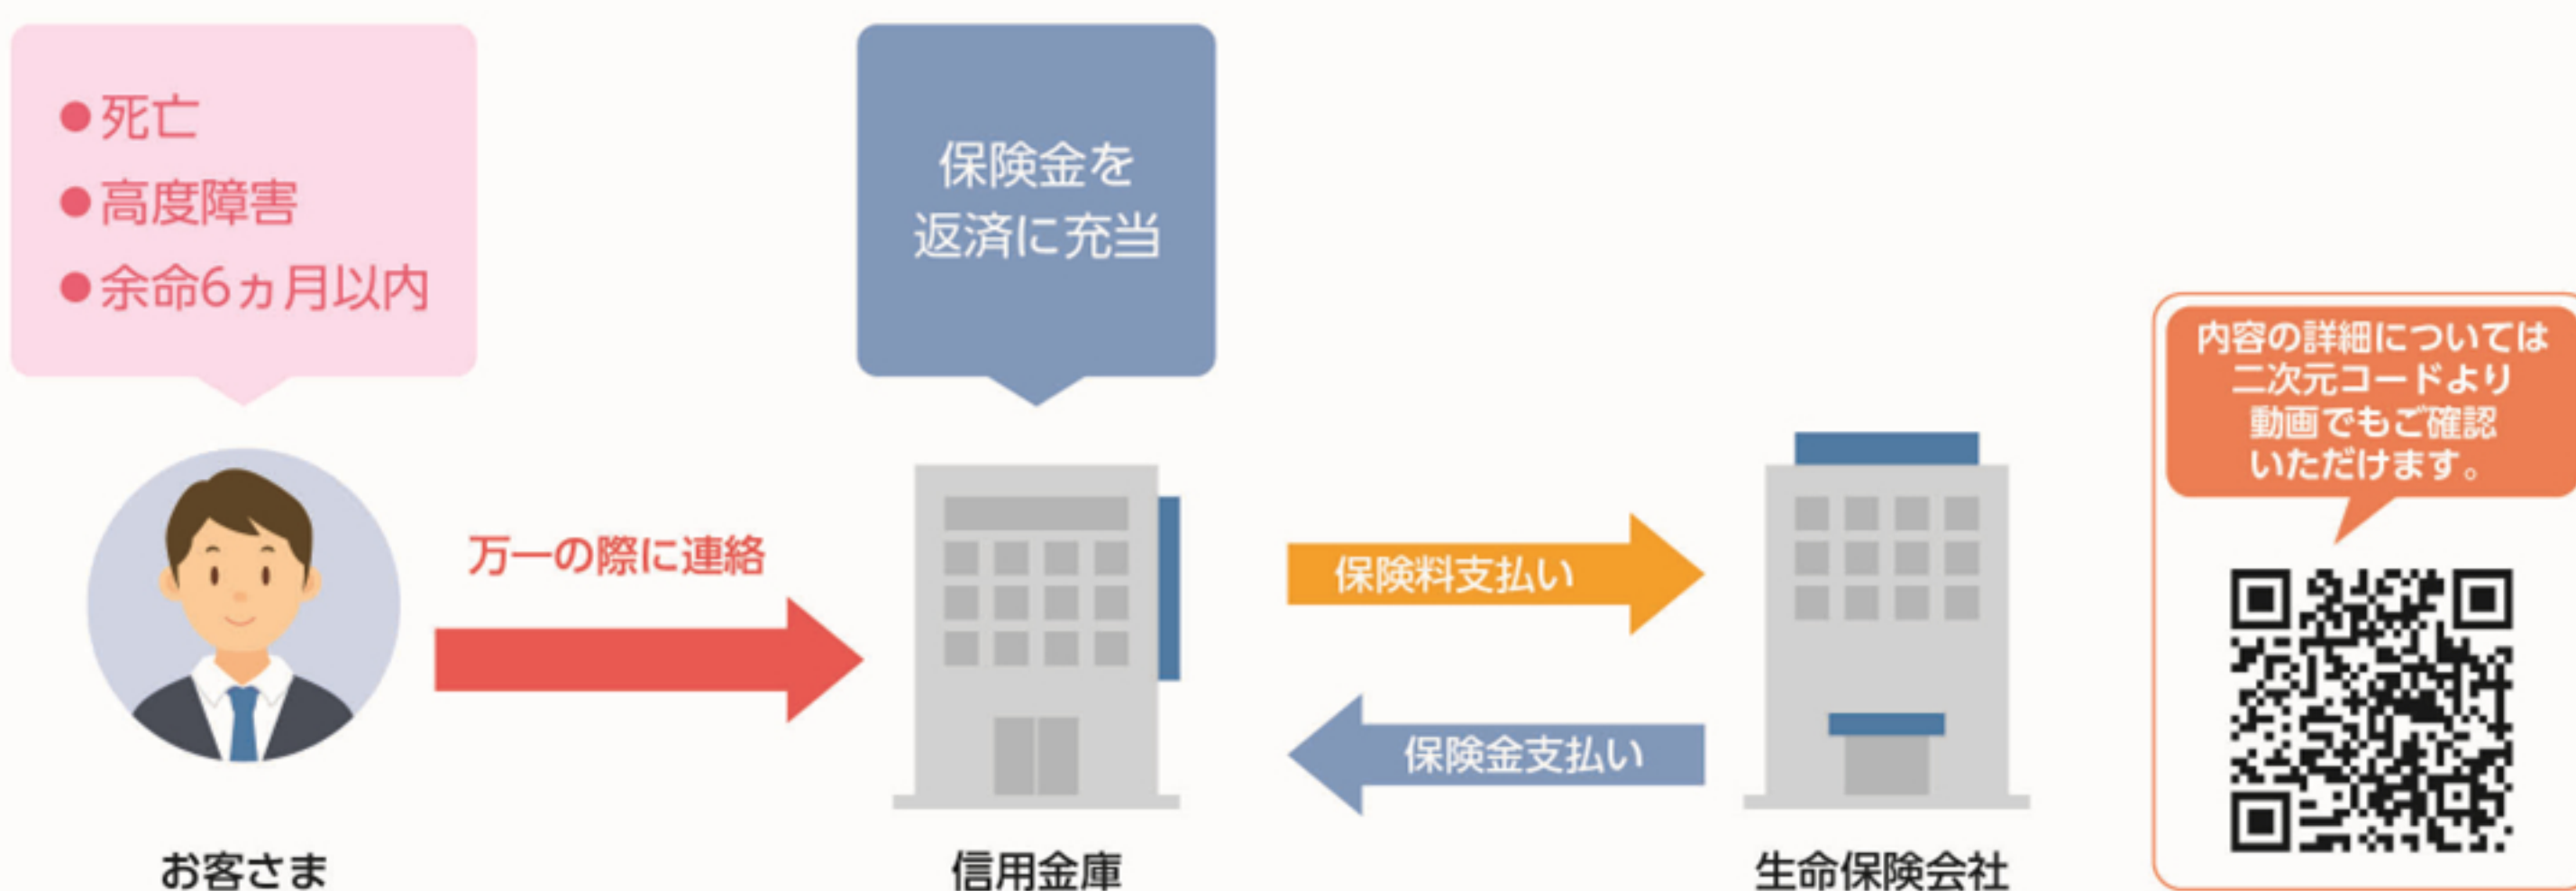 ●死亡
●高度障害
●余命6ヵ月以内
保険金を
返済に充当
万一の際に連絡
保険料支払い
保険金支払い
お客さま
信用金庫
生命保険会社
内容の詳細については
二次元コードより
動画でもご確認
いただけます。